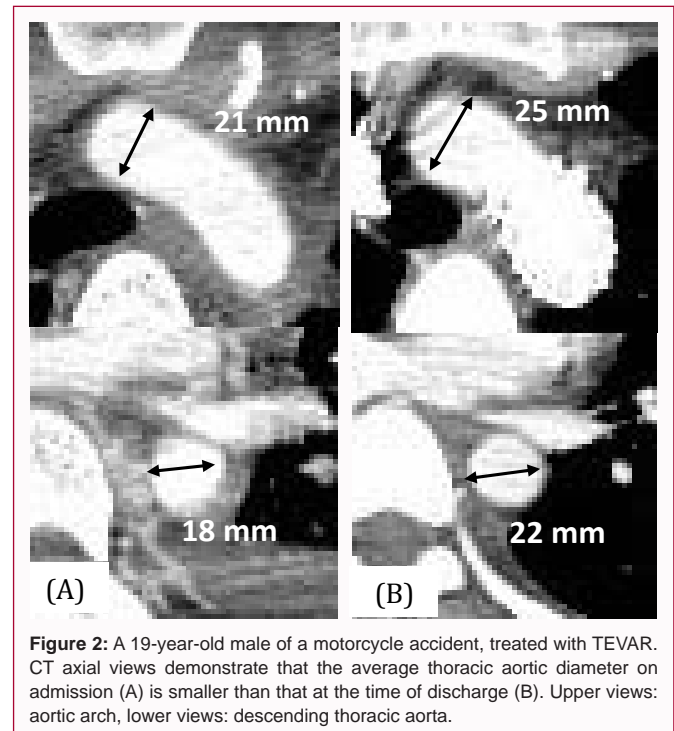 21 mm
25 mm
18 mm
22 mm
(A)
(B)
Figure 2: A 19-year-old male of a motorcycle accident, treated with TEVAR.
CT axial views demonstrate that the average thoracic aortic diameter on
admission (A) is smaller than that at the time of discharge (B). Upper views:
aortic arch, lower views: descending thoracic aorta.